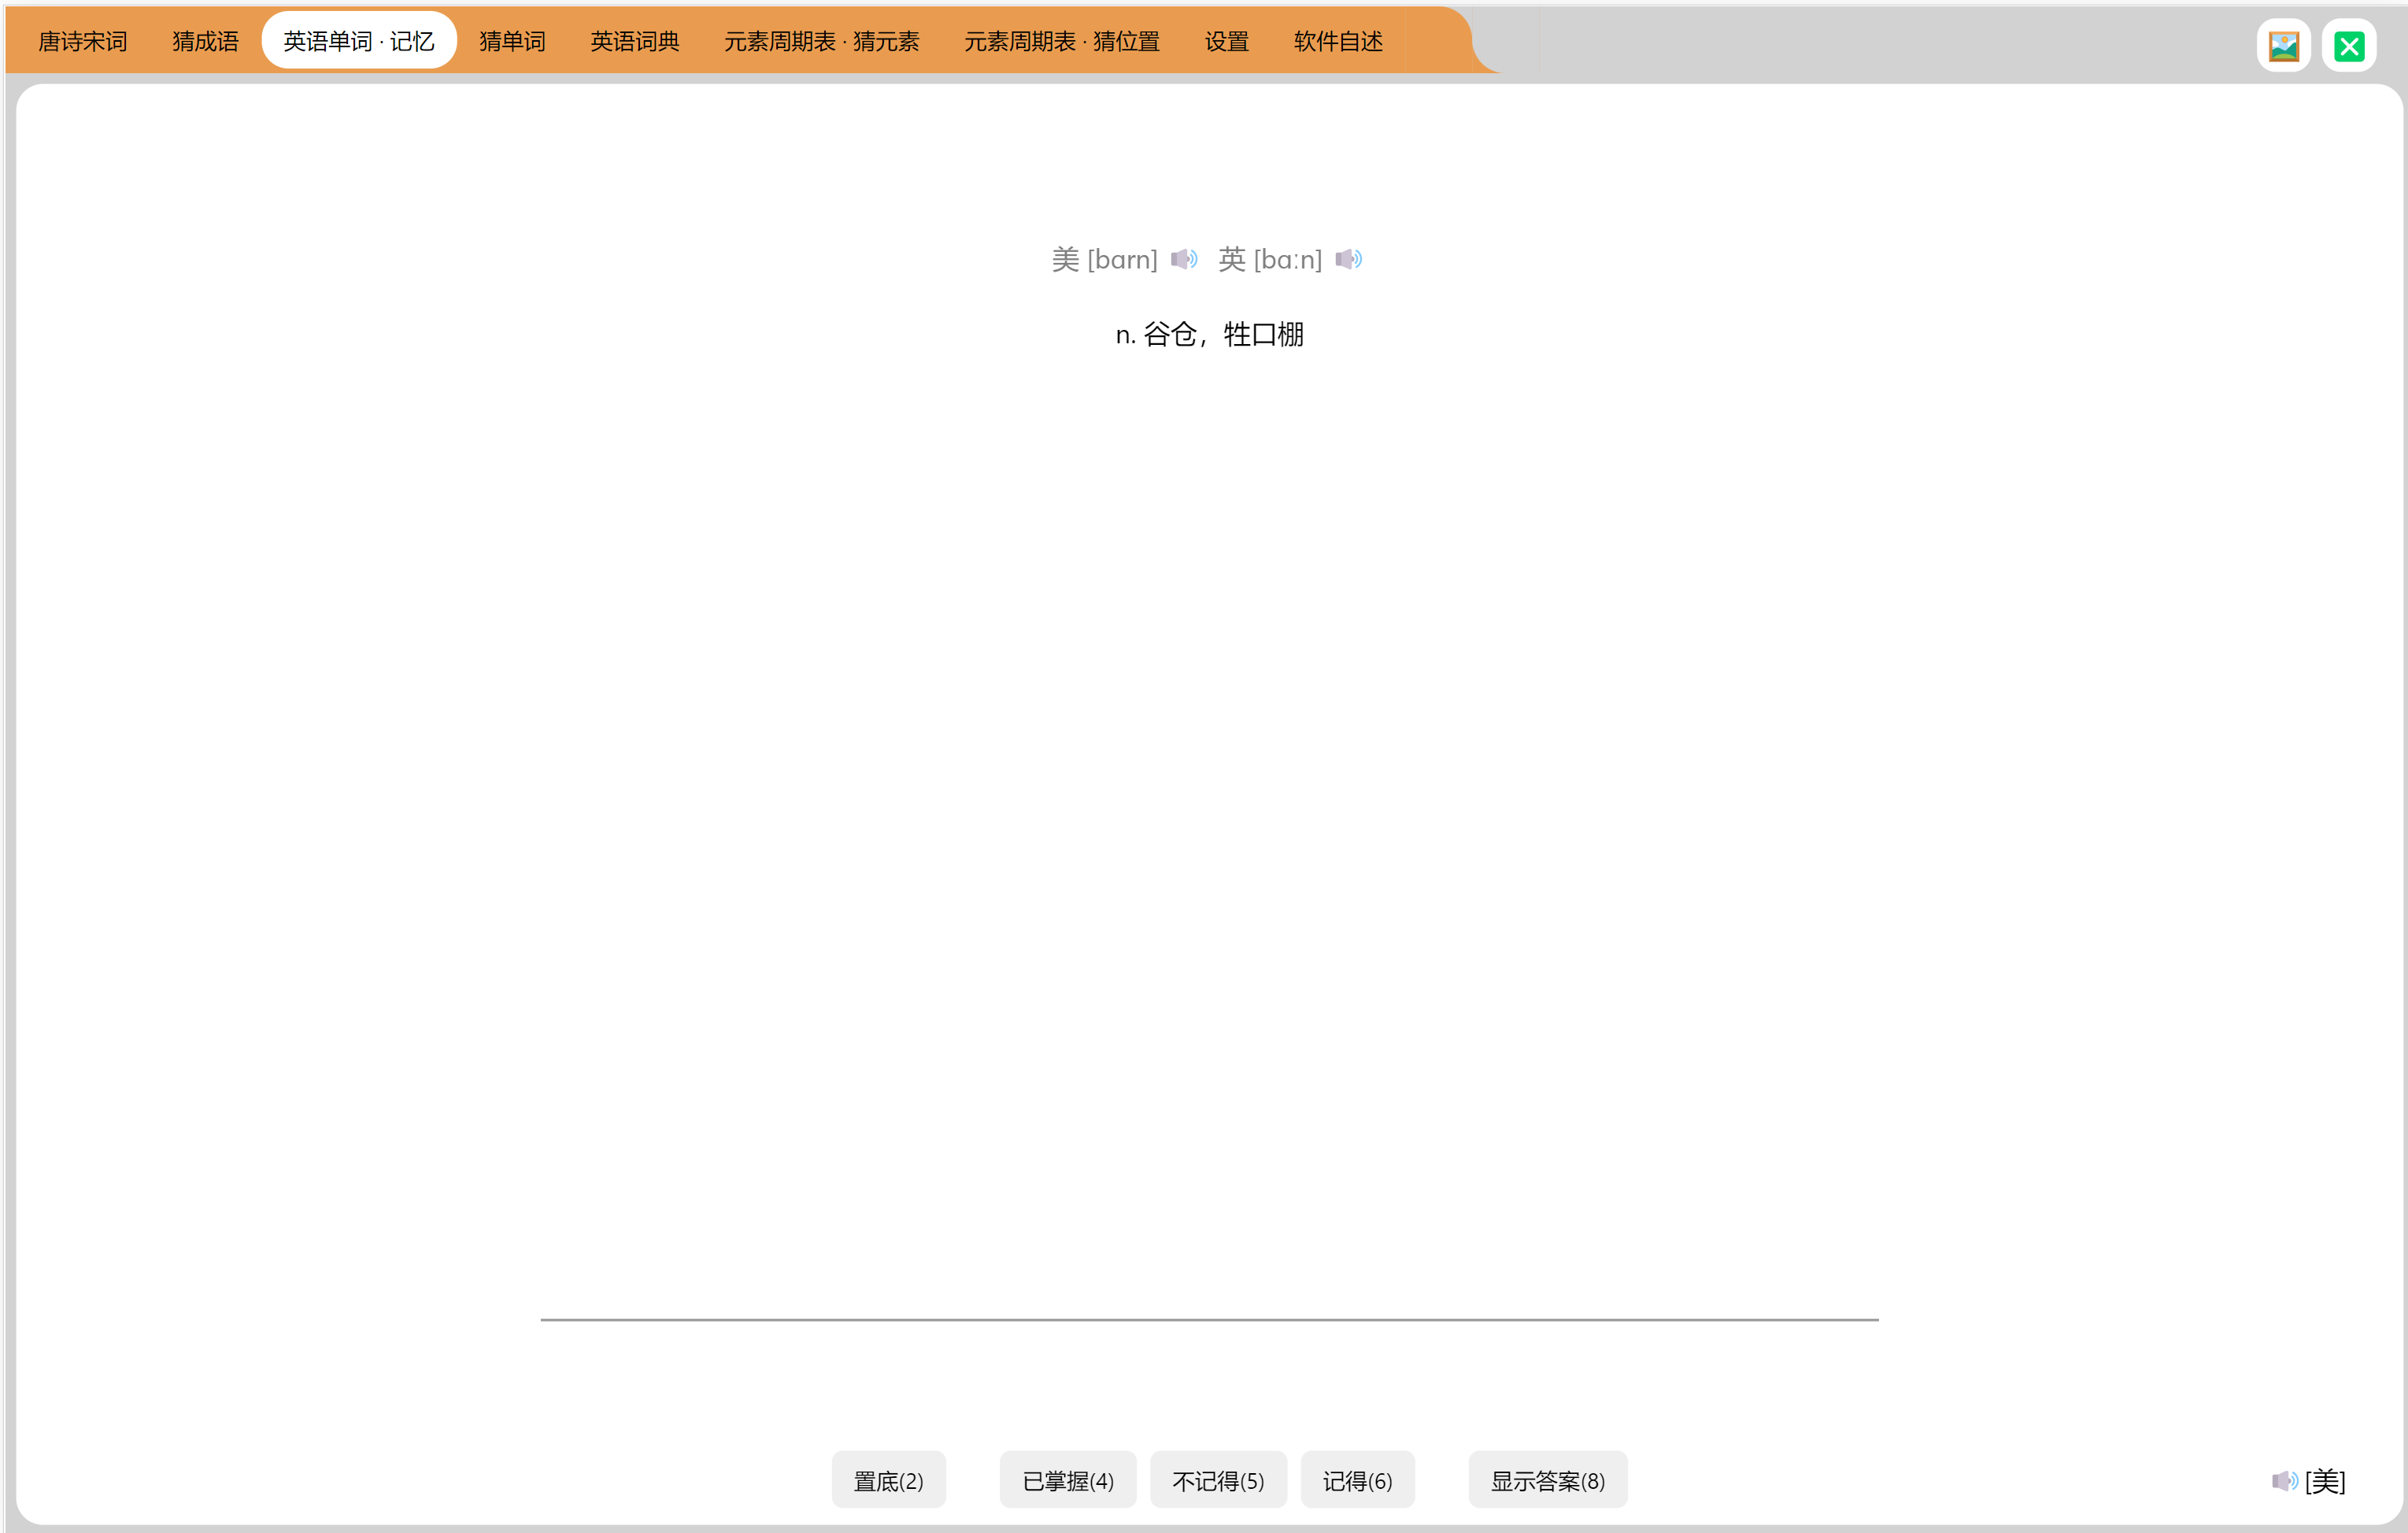 唐诗宋词 猜成语 英语单词 · 记忆 猜单词 英语词典 元素周期表 · 猜元素 元素周期表 · 猜位置 设置 软件自述
美 [bɑrn] 英 [bɑːn]
n. 谷仓，牲口棚
置底(2) 已掌握(4) 不记得(5) 记得(6) 显示答案(8) [美]